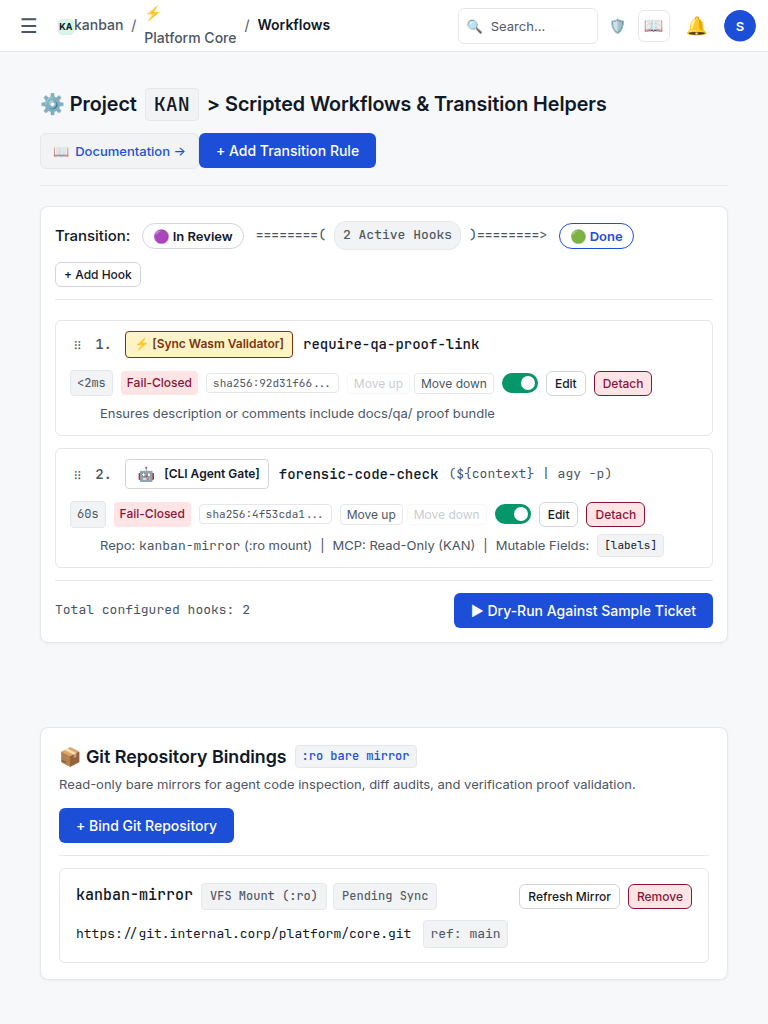 KA kanban / ⚡ Platform Core / Workflows
Search...
S
Project KAN > Scripted Workflows & Transition Helpers
Documentation →
+ Add Transition Rule
Transition: In Review ========( 2 Active Hooks )========> Done
+ Add Hook
1. ⚡ [Sync Wasm Validator] require-qa-proof-link
<2ms Fail-Closed sha256:92d31f66... Move up Move down Edit Detach
Ensures description or comments include docs/qa/ proof bundle
2. [CLI Agent Gate] forensic-code-check (${context} | agy -p)
60s Fail-Closed sha256:4f53cda1... Move up Move down Edit Detach
Repo: kanban-mirror (:ro mount) | MCP: Read-Only (KAN) | Mutable Fields: [labels]
Total configured hooks: 2
▶ Dry-Run Against Sample Ticket
Git Repository Bindings :ro bare mirror
Read-only bare mirrors for agent code inspection, diff audits, and verification proof validation.
+ Bind Git Repository
kanban-mirror VFS Mount (:ro) Pending Sync Refresh Mirror Remove
https://git.internal.corp/platform/core.git ref: main